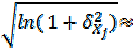 √ln( 1 + δ²_{X_j}) ≈